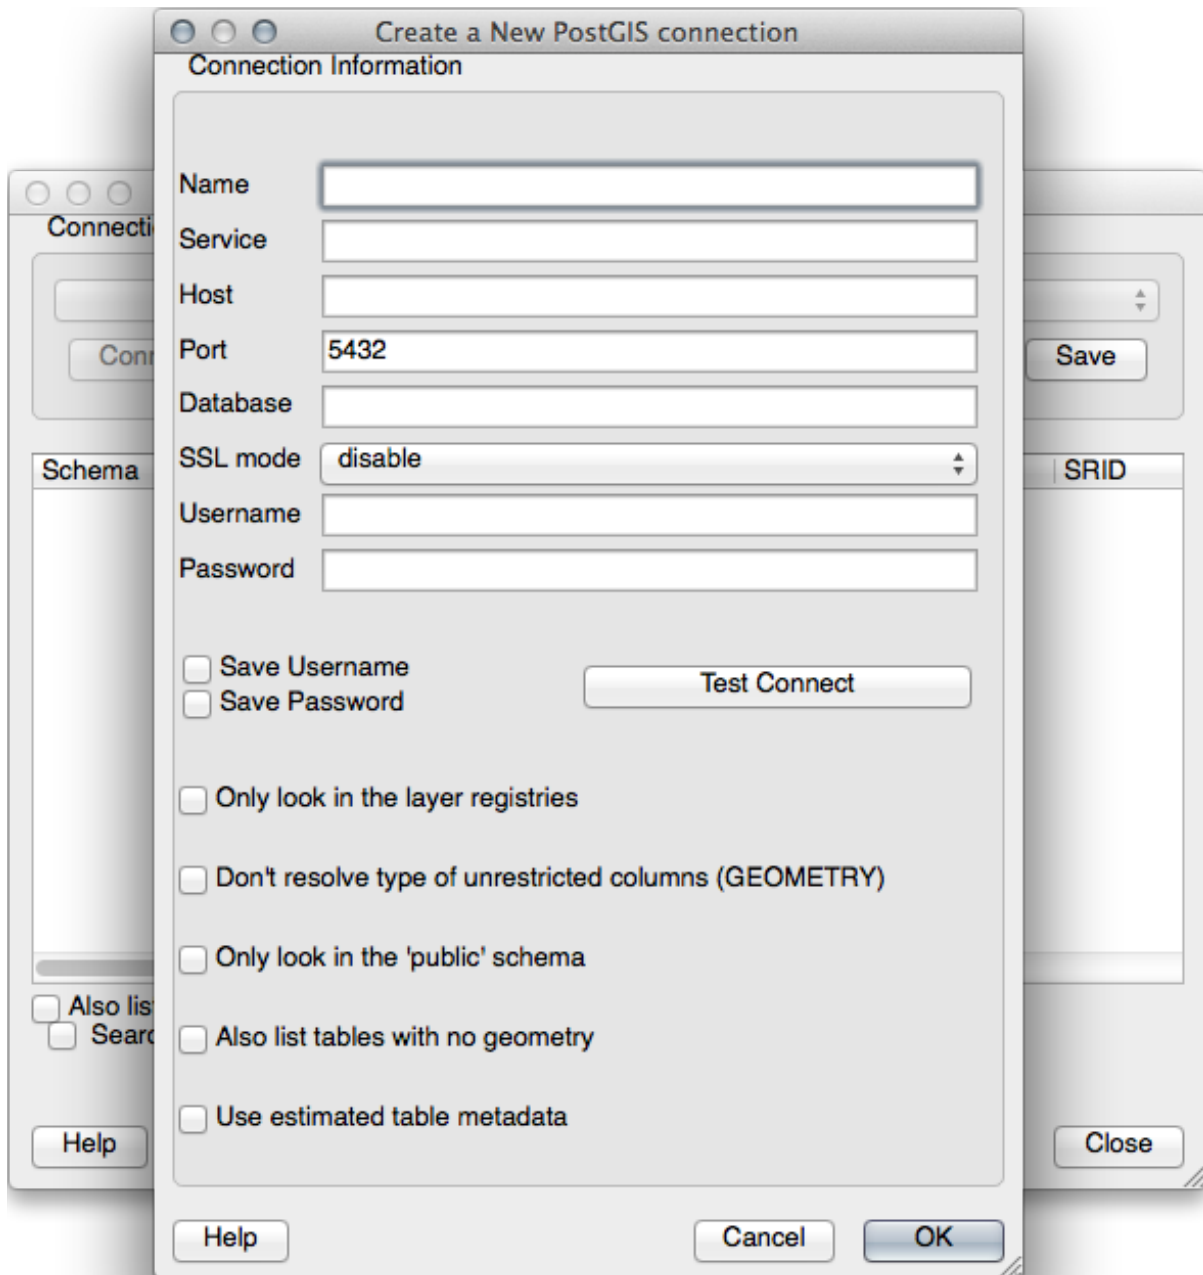 Create a New PostGIS connection
Connection Information
Name
Service
Host
Port 5432
Database
SSL mode disable
Username
Password
Save Username
Save Password
Test Connect
Only look in the layer registries
Don't resolve type of unrestricted columns (GEOMETRY)
Only look in the 'public' schema
Also list tables with no geometry
Use estimated table metadata
Help Cancel OK
Save
Schema SRID
Also
Help Close